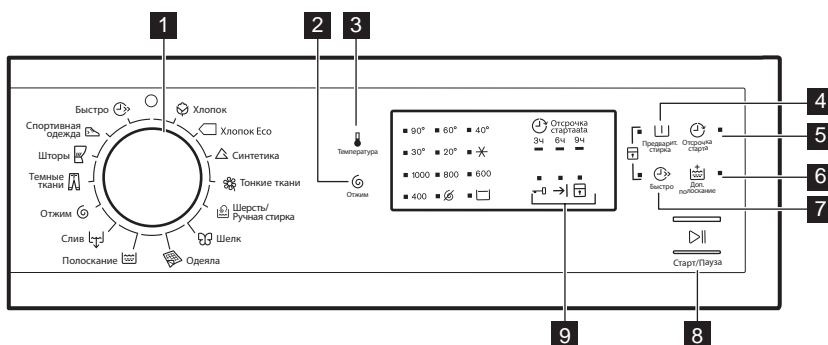 1
2
3
4
5
6
7
8
9
Быстро
Хлопок
Спортивная
одежда
Хлопок Eco
Шторы
Синтетика
Темные
ткани
Тонкие ткани
Отжим
Шерсть/
Ручная стирка
Слив
Шелк
Полоскание
Одеяла
Температура
Отжим
90° 60° 40°
30° 20°
1000 800 600
400
Отсрочка
стартаata
3ч 6ч 9ч
Предварит.
стирка
Отсрочка
старта
Быстро
Доп.
полоскание
Старт/Пауза